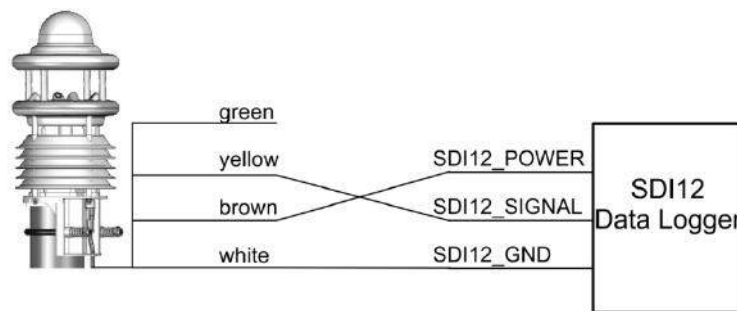 green
yellow
brown
white
SDI12_POWER
SDI12_SIGNAL
SDI12_GND
SDI12
Data Logger